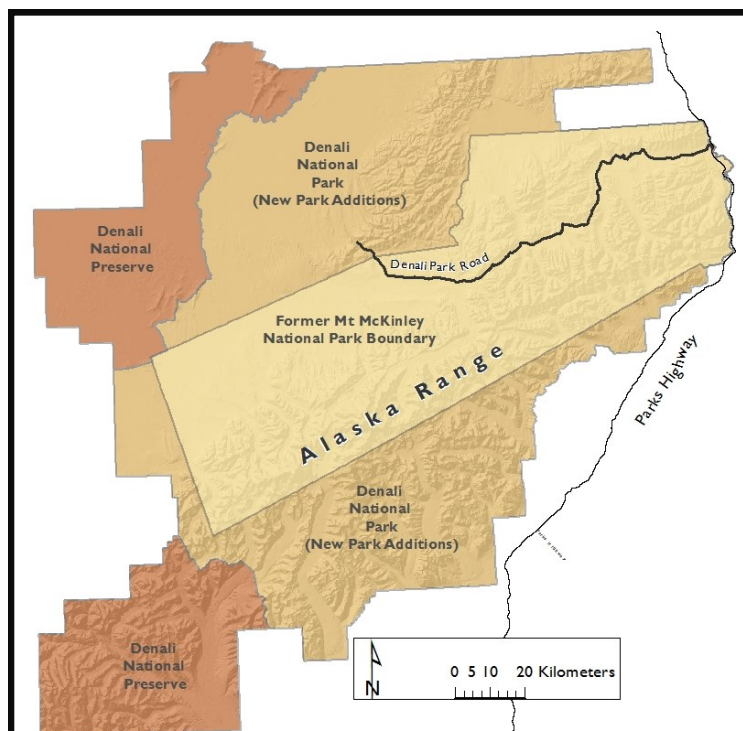 Denali
National
Park
(New Park Additions)
Denali
National
Preserve
Denali Park Road
Former Mt McKinley
National Park Boundary
Alaska Range
Parks Highway
Denali
National
Park
(New Park Additions)
Denali
National
Preserve
N
0 5 10 20 Kilometers